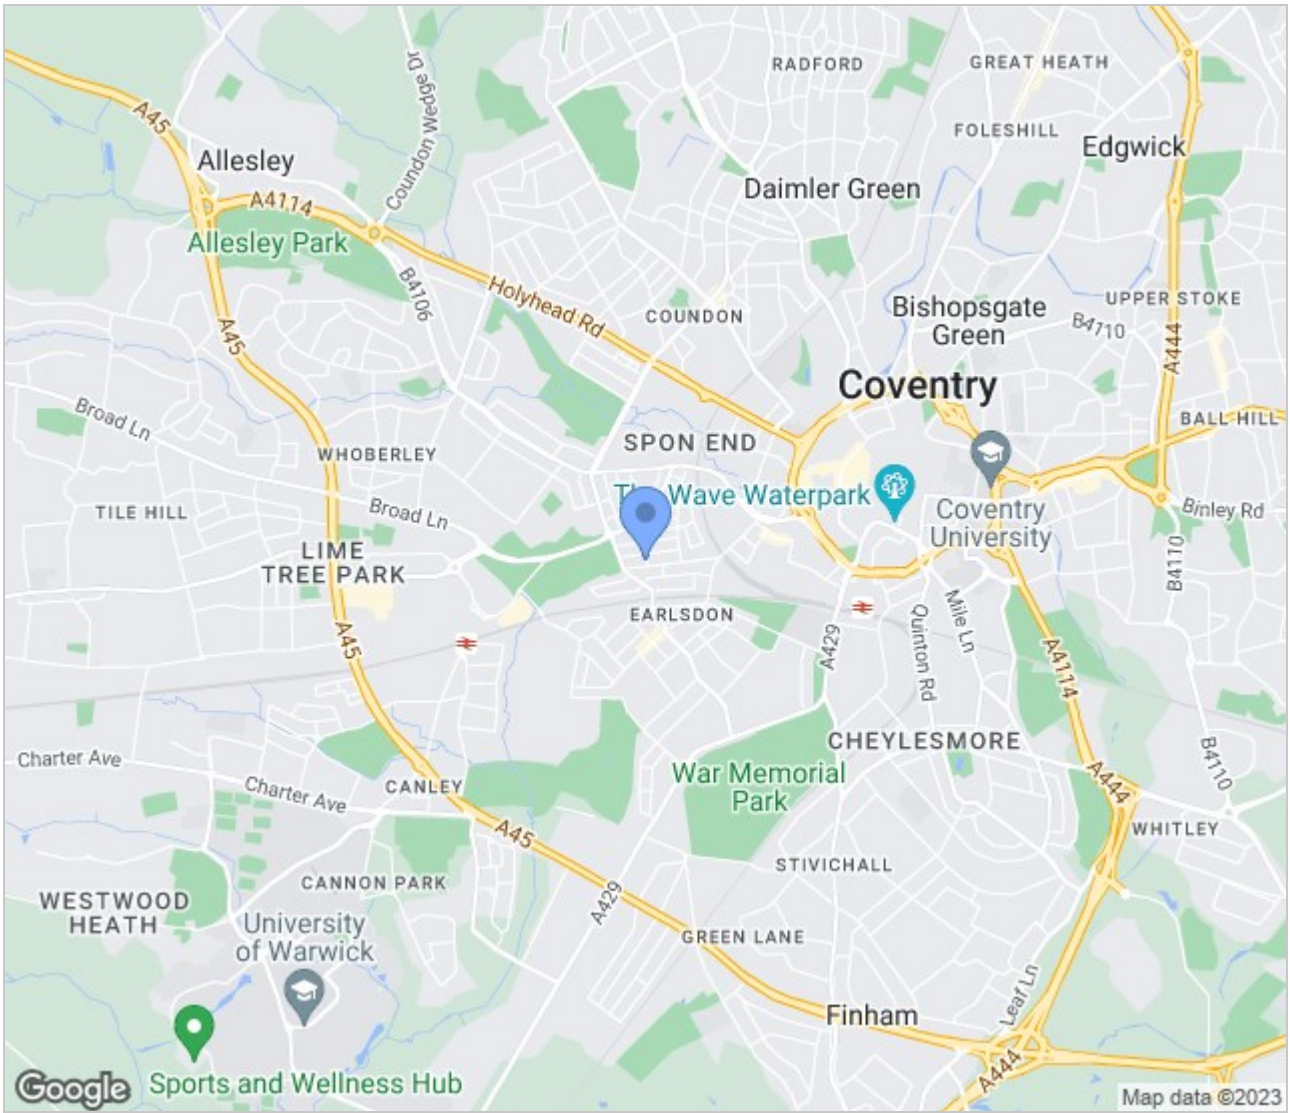 RADFORD
GREAT HEATH
Coundon Wedge Dr
A45
FOLESHILL
Edgwick
Allesley
Daimler Green
A4114
Allesley Park
B4106
Holyhead Rd
COUNDON
Bishopsgate
Green
UPPER STOKE
B4110
A444
A45
Coventry
Broad Ln
BALL HILL
SPON END
WHOBERLEY
The Wave Waterpark
TILE HILL
Broad Ln
Coventry
University
Binley Rd
LIME
TREE PARK
B4110
EARLSDON
Mile Ln
Quinton Rd
A429
A45
A4114
CHEYLESMORE
Charter Ave
B4110
War Memorial
Park
CANLEY
Charter Ave
A444
WHITLEY
A45
STIVICHALL
CANNON PARK
WESTWOOD
HEATH
A429
University
of Warwick
GREEN LANE
Leaf Ln
Finham
A444
Sports and Wellness Hub
Google
Map data ©2023